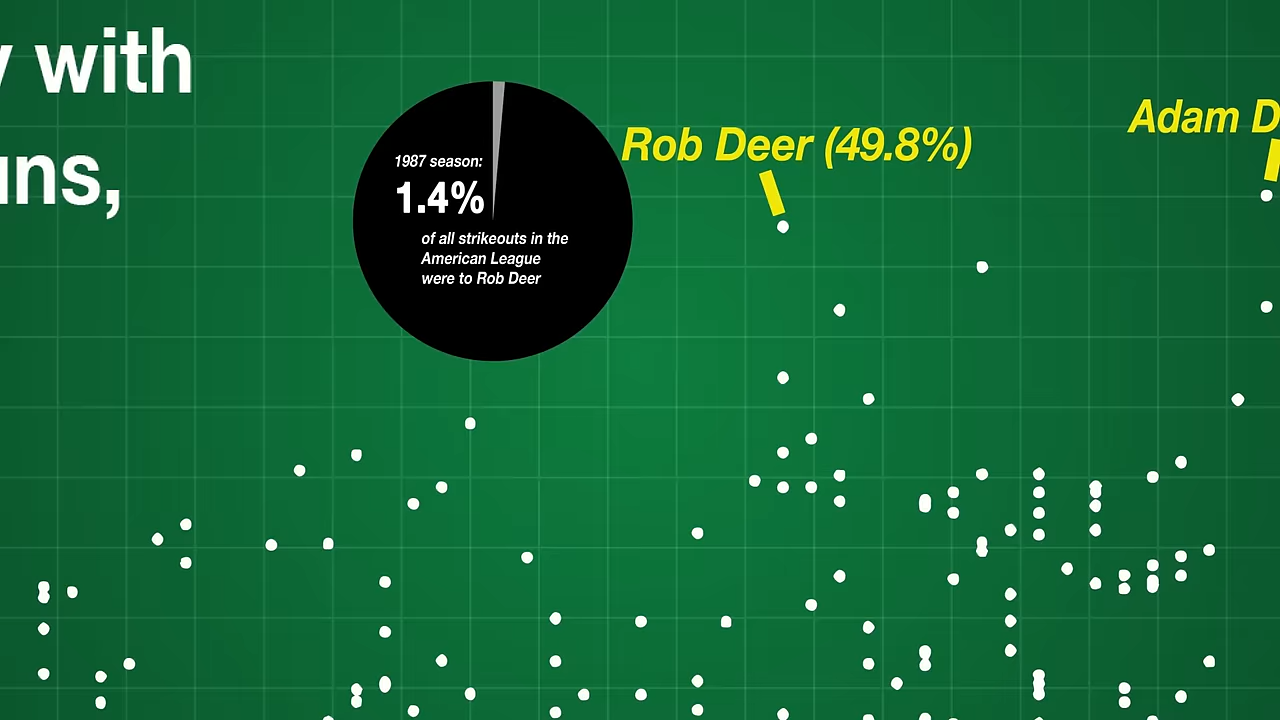 with
Rob Deer (49.8%)
Adam
1987 season:
1.4%
of all strikeouts in the
American League
were to Rob Deer